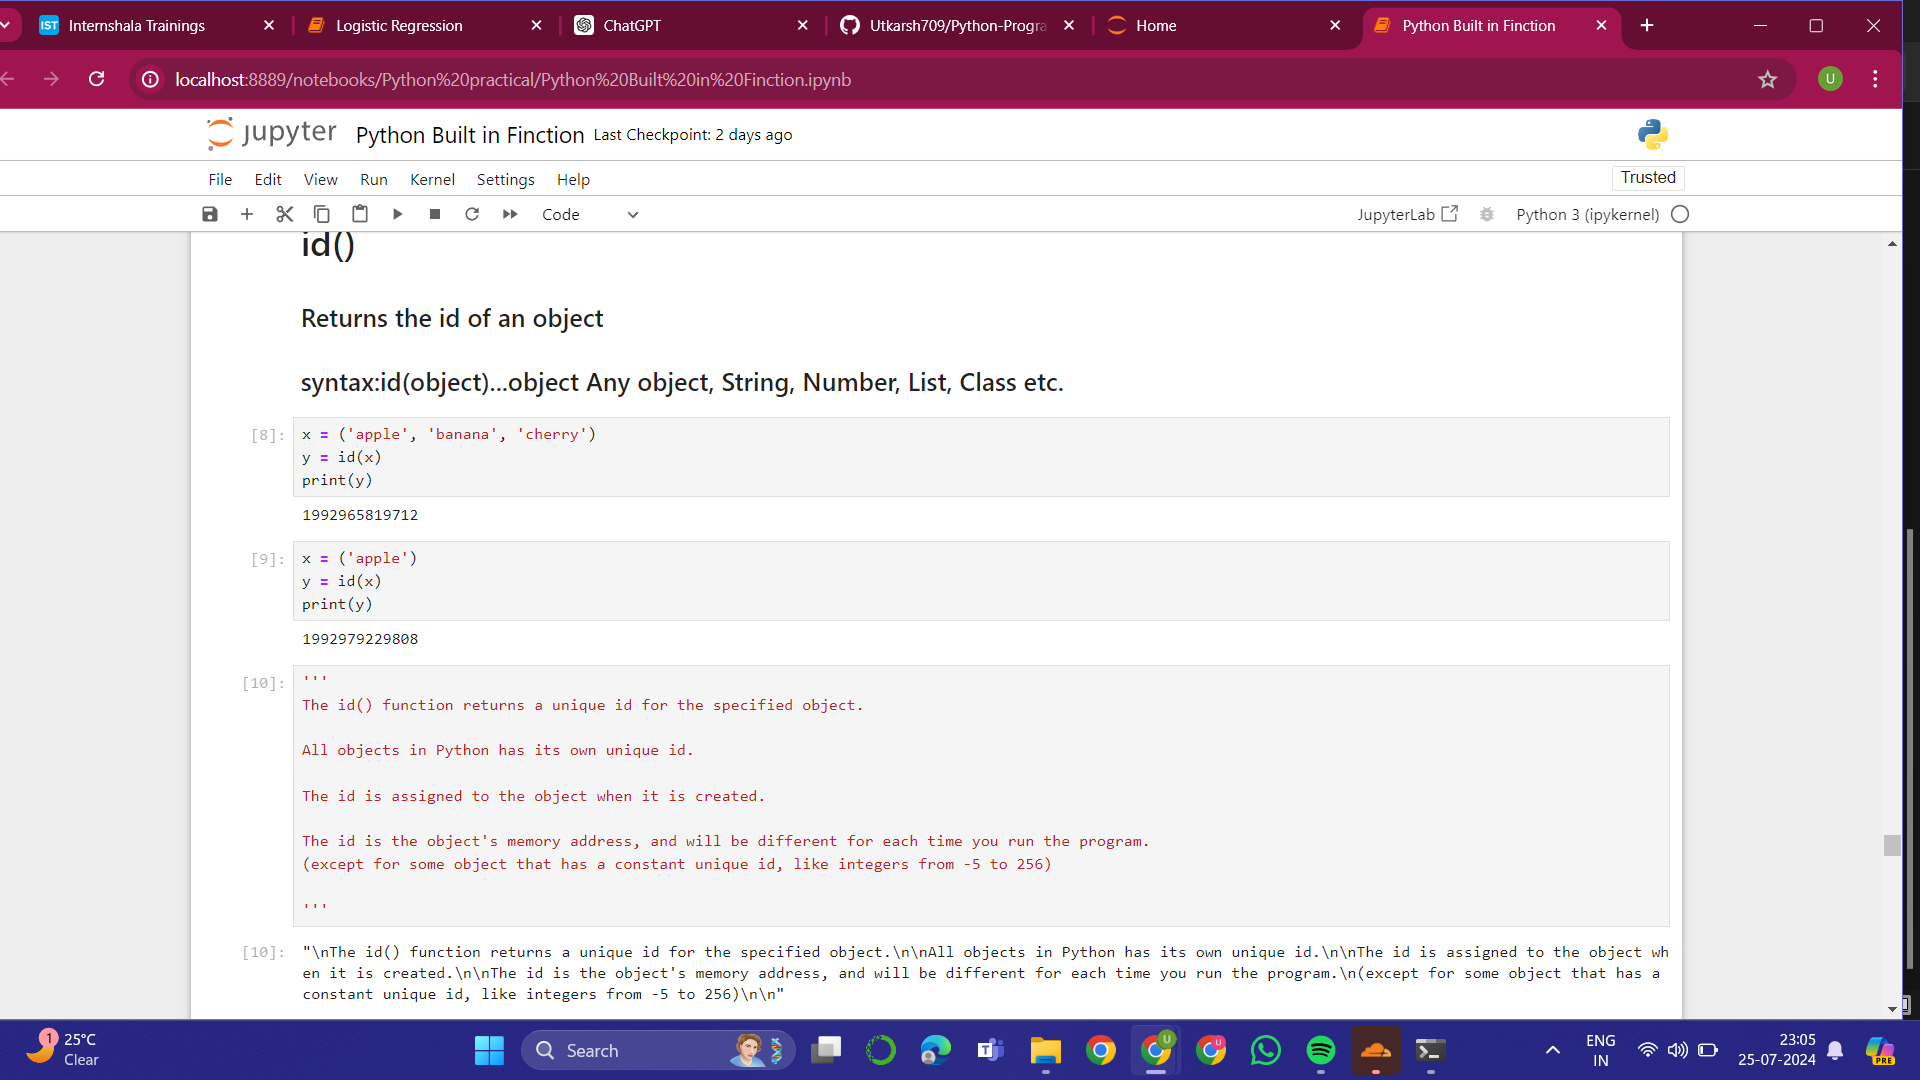 IST Internshala Trainings
Logistic Regression
ChatGPT
Utkarsh709/Python-Progra
Home
Python Built in Finction
localhost:8889/notebooks/Python%20practical/Python%20Built%20in%20Finction.ipynb
U
jupyter Python Built in Finction Last Checkpoint: 2 days ago
File Edit View Run Kernel Settings Help
Trusted
Code
JupyterLab
Python 3 (ipykernel)
id()
Returns the id of an object
syntax:id(object)...object Any object, String, Number, List, Class etc.
[8]: x = ('apple', 'banana', 'cherry')
y = id(x)
print(y)
1992965819712
[9]: x = ('apple')
y = id(x)
print(y)
1992979229808
[10]: '''
The id() function returns a unique id for the specified object.
All objects in Python has its own unique id.
The id is assigned to the object when it is created.
The id is the object's memory address, and will be different for each time you run the program.
(except for some object that has a constant unique id, like integers from -5 to 256)
'''
[10]: "\nThe id() function returns a unique id for the specified object.\n\nAll objects in Python has its own unique id.\n\nThe id is assigned to the object wh
en it is created.\n\nThe id is the object's memory address, and will be different for each time you run the program.\n(except for some object that has a
constant unique id, like integers from -5 to 256)\n\n"
1
25°C
Clear
Search
U
U
ENG
IN
23:05
25-07-2024
PRE